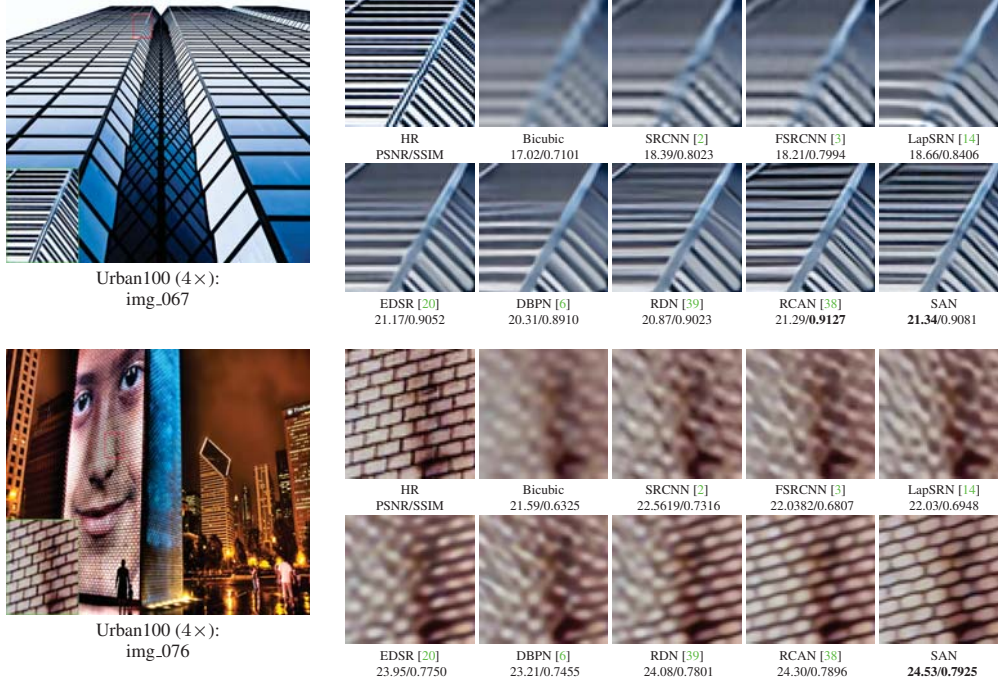 HR
PSNR/SSIM
Bicubic
17.02/0.7101
SRCNN [2]
18.39/0.8023
FSRCNN [3]
18.21/0.7994
LapSRN [14]
18.66/0.8406
Urban100 (4×):
img_067
EDSR [20]
21.17/0.9052
DBPN [6]
20.31/0.8910
RDN [39]
20.87/0.9023
RCAN [38]
21.29/0.9127
SAN
21.34/0.9081
HR
PSNR/SSIM
Bicubic
21.59/0.6325
SRCNN [2]
22.5619/0.7316
FSRCNN [3]
22.0382/0.6807
LapSRN [14]
22.03/0.6948
Urban100 (4×):
img_076
EDSR [20]
23.95/0.7750
DBPN [6]
23.21/0.7455
RDN [39]
24.08/0.7801
RCAN [38]
24.30/0.7896
SAN
24.53/0.7925